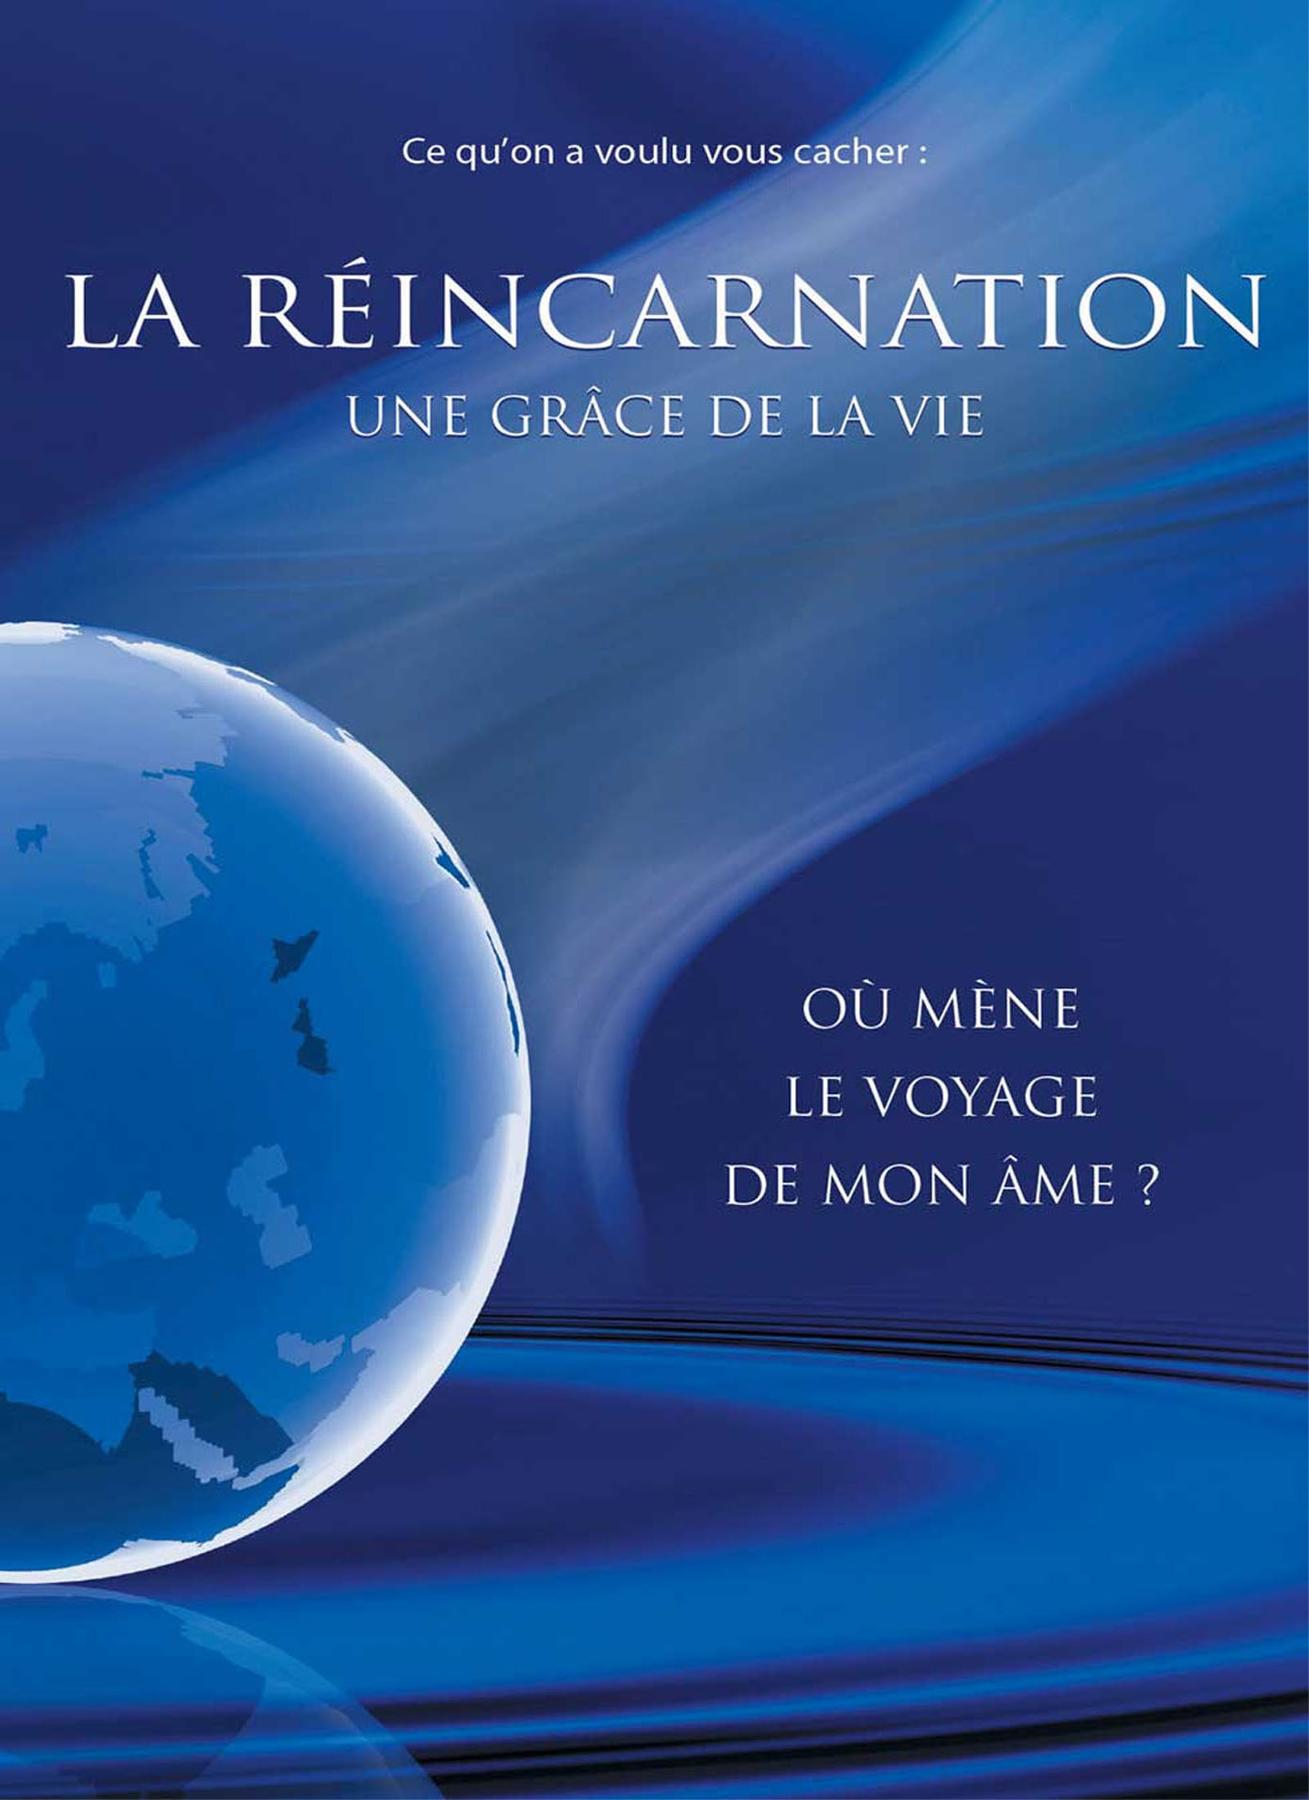 Ce qu'on a voulu vous cacher :
LA RÉINCARNATION
UNE GRÂCE DE LA VIE
OÙ MÈNE
LE VOYAGE
DE MON ÂME ?